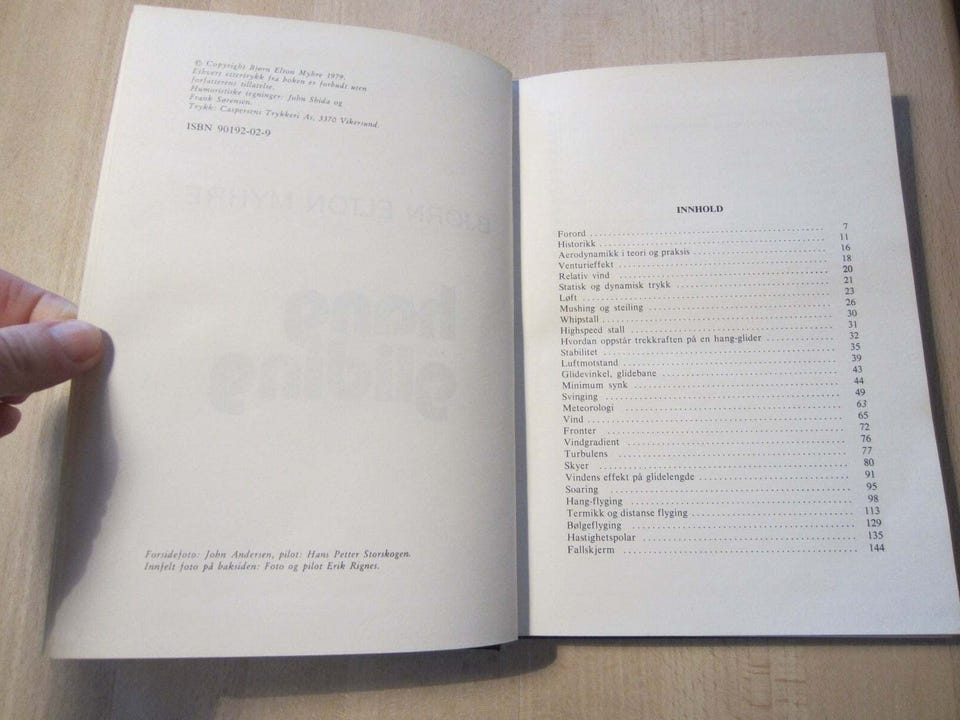 © Copyright Bjørn Elton Myhre 1979.
Ethvert ettertrykk fra boken er forbudt uten
forfatterens tillatelse.
Humoristiske tegninger: John Sbida og
Frank Sørensen.
Trykk: Caspersens Trykkeri As, 3370 Vikersund.
ISBN 90192-02-9
BJØRN ELTON MYHRE
hang
gliding
Forsidefoto: John Andersen, pilot: Hans Petter Storskogen.
Innfelt foto på baksiden: Foto og pilot Erik Rignes.
INNHOLD
Forord 7
Historikk 11
Aerodynamikk i teori og praksis 16
Venturieffekt 18
Relativ vind 20
Statisk og dynamisk trykk 21
Løft 23
Mushing og steiling 26
Whipstall 30
Highspeed stall 31
Hvordan oppstår trekkraften på en hang-glider 32
Stabilitet 35
Luftmotstand 39
Glidevinkel, glidebane 43
Minimum synk 44
Svinging 49
Meteorologi 63
Vind 65
Fronter 72
Vindgradient 76
Turbulens 77
Skyer 80
Vindens effekt på glidelengde 91
Soaring 95
Hang-flyging 98
Termikk og distanse flyging 113
Bølgeflyging 129
Hastighetspolar 135
Fallskjerm 144